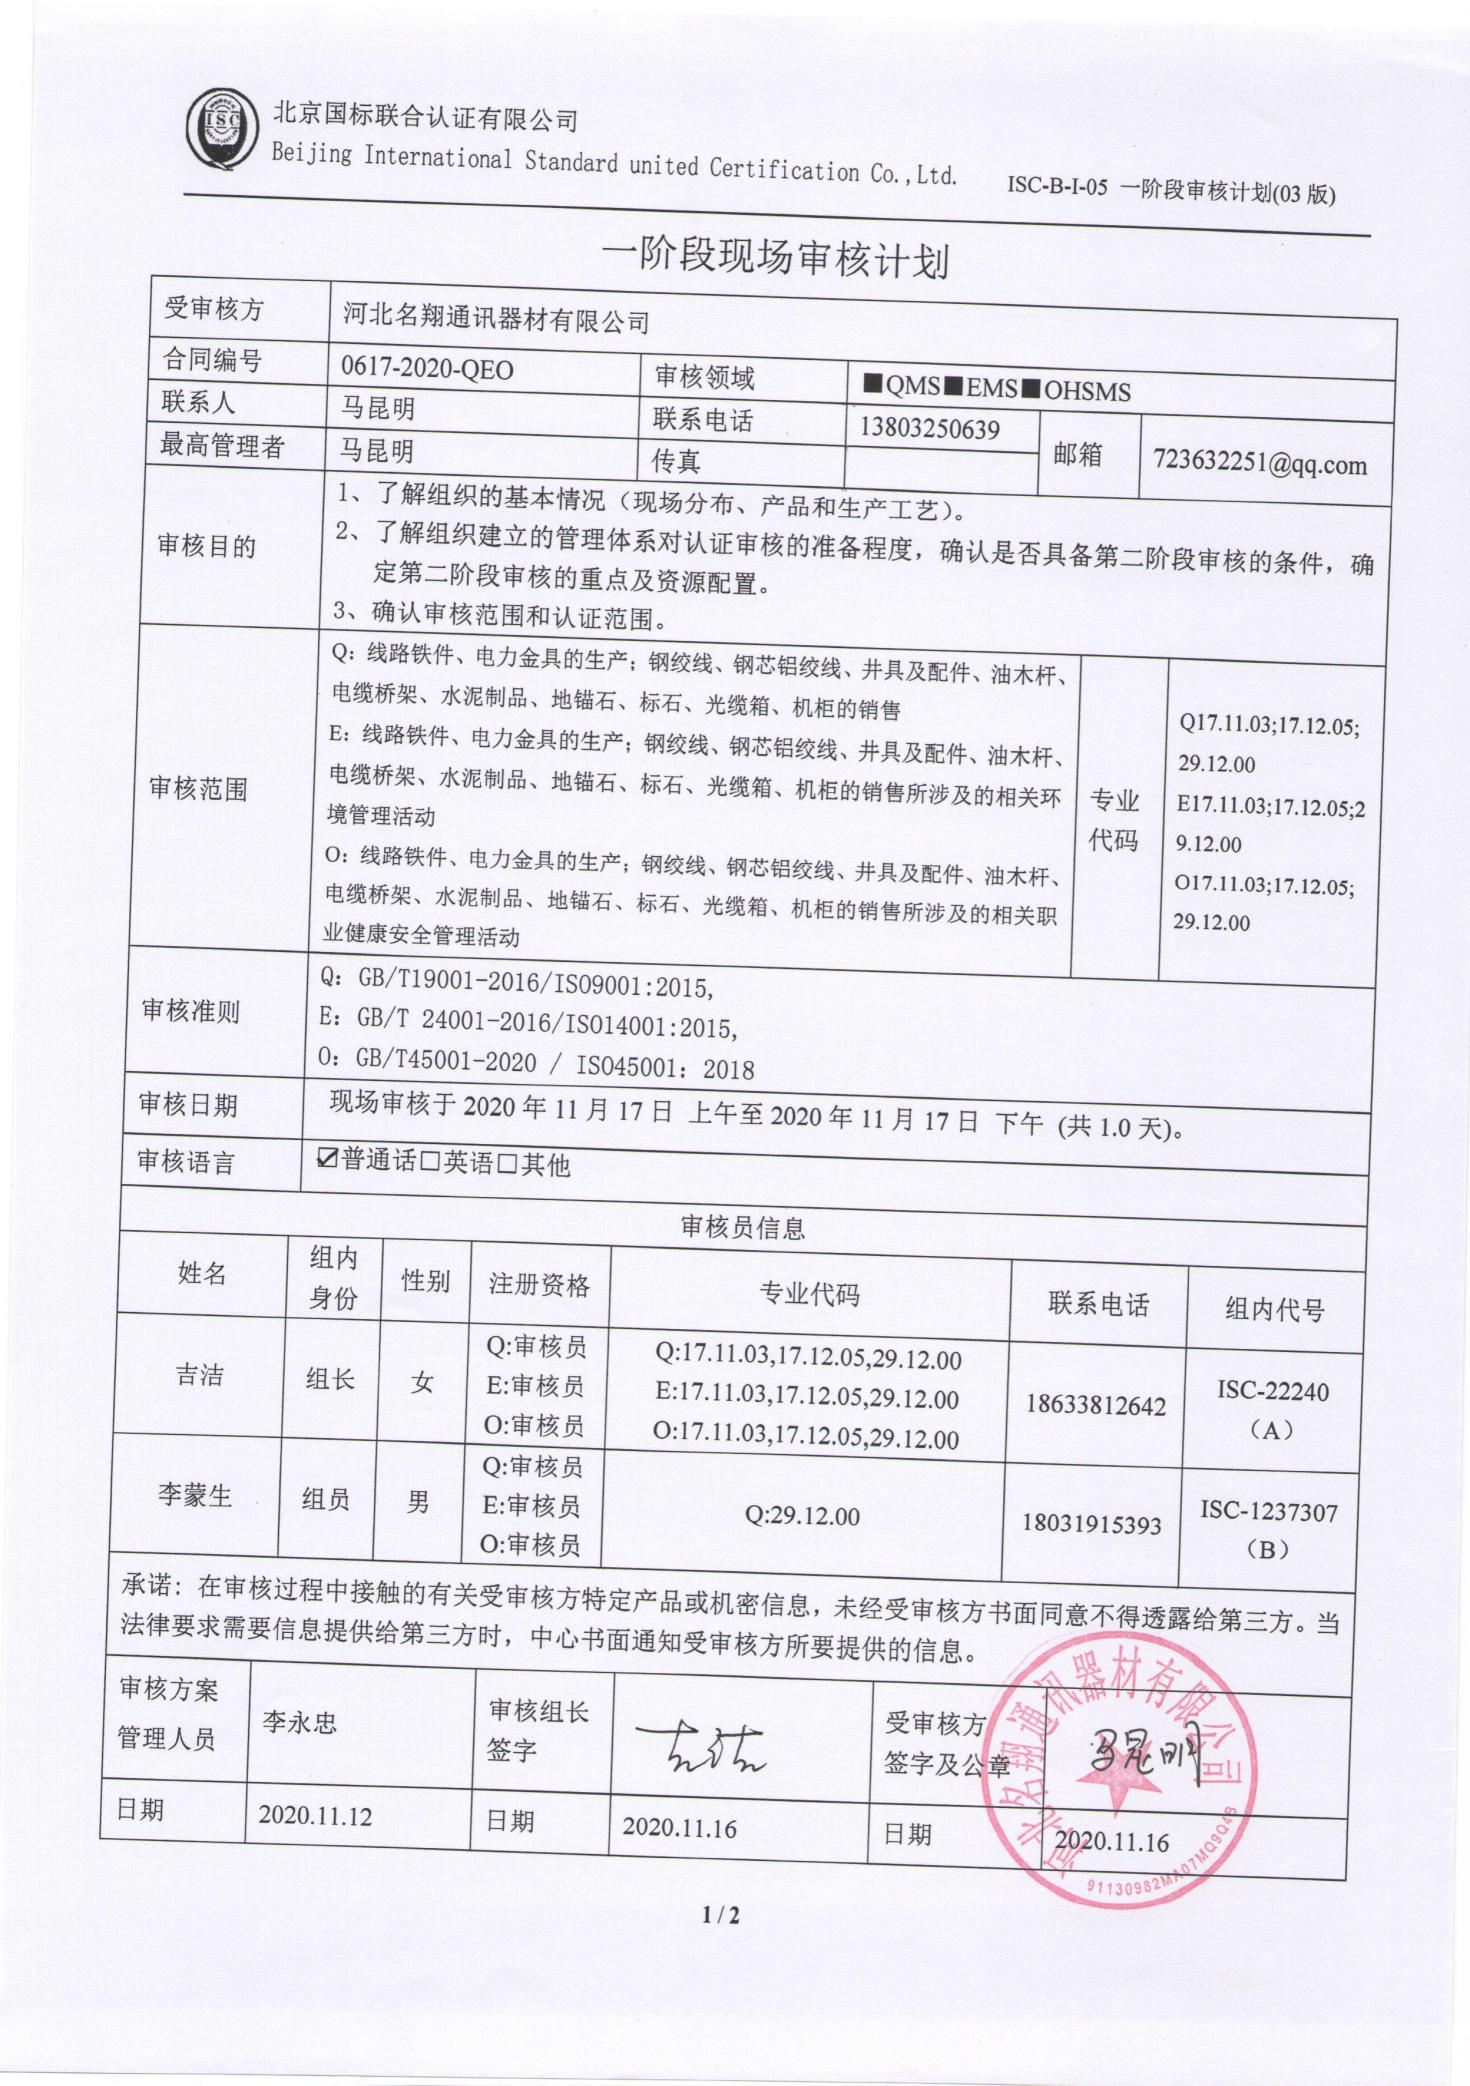 ISC
北京国标联合认证有限公司
Beijing International Standard united Certification Co.,Ltd.
ISC-B-I-05 一阶段审核计划(03 版)
一阶段现场审核计划
受审核方 河北名翔通讯器材有限公司
合同编号 0617-2020-QEO 审核领域 ■QMS■EMS■OHSMS
联系人 马昆明 联系电话 13803250639 邮箱 723632251@qq.com
最高管理者 马昆明 传真
审核目的
1、了解组织的基本情况（现场分布、产品和生产工艺）。
2、了解组织建立的管理体系对认证审核的准备程度，确认是否具备第二阶段审核的条件，确
定第二阶段审核的重点及资源配置。
3、确认审核范围和认证范围。
审核范围
Q：线路铁件、电力金具的生产；钢绞线、钢芯铝绞线、井具及配件、油木杆、
电缆桥架、水泥制品、地锚石、标石、光缆箱、机柜的销售
E：线路铁件、电力金具的生产；钢绞线、钢芯铝绞线、井具及配件、油木杆、
电缆桥架、水泥制品、地锚石、标石、光缆箱、机柜的销售所涉及的相关环
境管理活动
O：线路铁件、电力金具的生产；钢绞线、钢芯铝绞线、井具及配件、油木杆、
电缆桥架、水泥制品、地锚石、标石、光缆箱、机柜的销售所涉及的相关职
业健康安全管理活动
专业
代码
Q17.11.03;17.12.05;
29.12.00
E17.11.03;17.12.05;2
9.12.00
O17.11.03;17.12.05;
29.12.00
审核准则
Q：GB/T19001-2016/ISO9001:2015,
E：GB/T 24001-2016/ISO14001:2015,
O：GB/T45001-2020 / ISO45001：2018
审核日期 现场审核于 2020 年 11 月 17 日 上午至 2020 年 11 月 17 日 下午 (共 1.0 天)。
审核语言 ☑普通话□英语□其他
审核员信息
姓名 组内身份 性别 注册资格 专业代码 联系电话 组内代号
吉洁 组长 女
Q:审核员
E:审核员
O:审核员
Q:17.11.03,17.12.05,29.12.00
E:17.11.03,17.12.05,29.12.00
O:17.11.03,17.12.05,29.12.00
18633812642
ISC-22240
（A）
李蒙生 组员 男
Q:审核员
E:审核员
O:审核员
Q:29.12.00
18031915393
ISC-1237307
（B）
承诺：在审核过程中接触的有关受审核方特定产品或机密信息，未经受审核方书面同意不得透露给第三方。当
法律要求需要信息提供给第三方时，中心书面通知受审核方所要提供的信息。
审核方案
管理人员
李永忠
审核组长
签字
吉洁
受审核方
签字及公章
马昆明
河北名翔通讯器材有限公司
91130982MA07MQ9Q4B
日期 2020.11.12 日期 2020.11.16 日期 2020.11.16
1 / 2